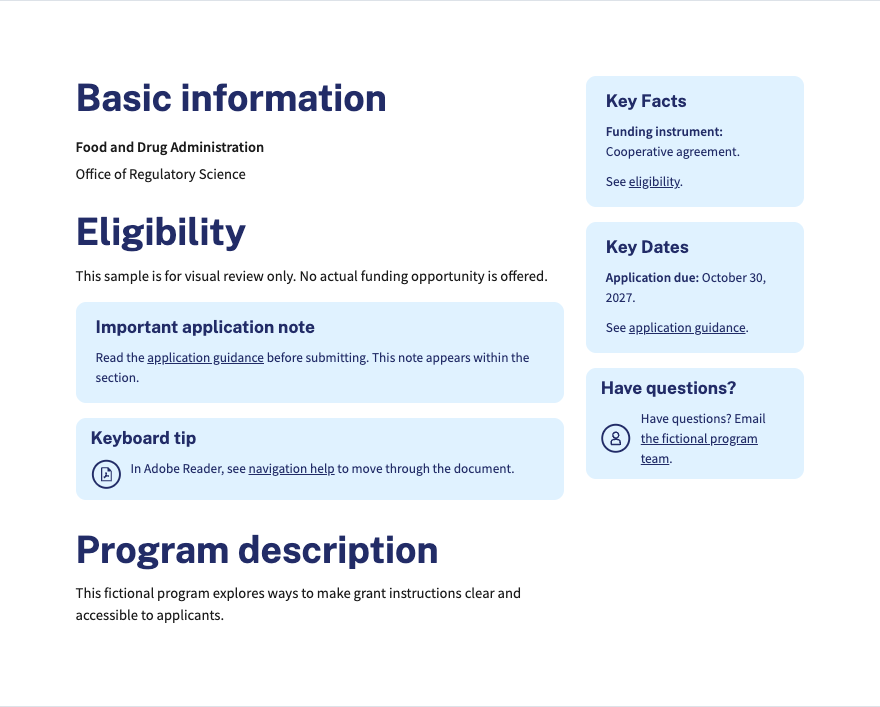 Basic information
Food and Drug Administration
Office of Regulatory Science
Eligibility
This sample is for visual review only. No actual funding opportunity is offered.
Important application note
Read the application guidance before submitting. This note appears within the
section.
Keyboard tip
In Adobe Reader, see navigation help to move through the document.
Program description
This fictional program explores ways to make grant instructions clear and
accessible to applicants.
Key Facts
Funding instrument:
Cooperative agreement.
See eligibility.
Key Dates
Application due: October 30,
2027.
See application guidance.
Have questions?
Have questions? Email
the fictional program
team.